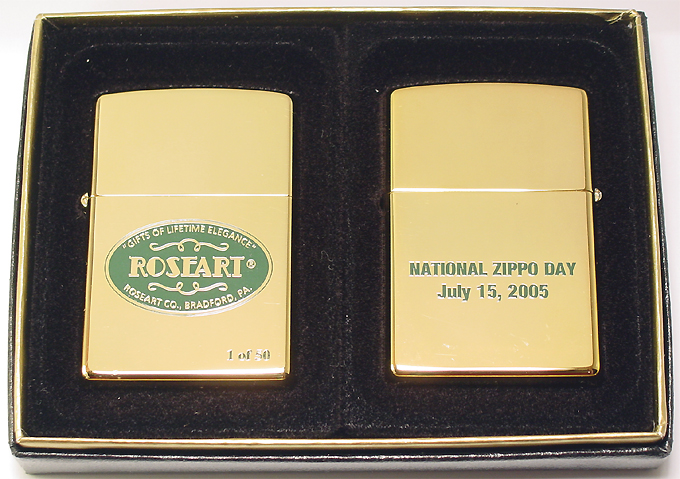 "GIFTS OF LIFETIME ELEGANCE"
ROSEART®
ROSEART CO., BRADFORD, PA.
1 of 50
NATIONAL ZIPPO DAY
July 15, 2005